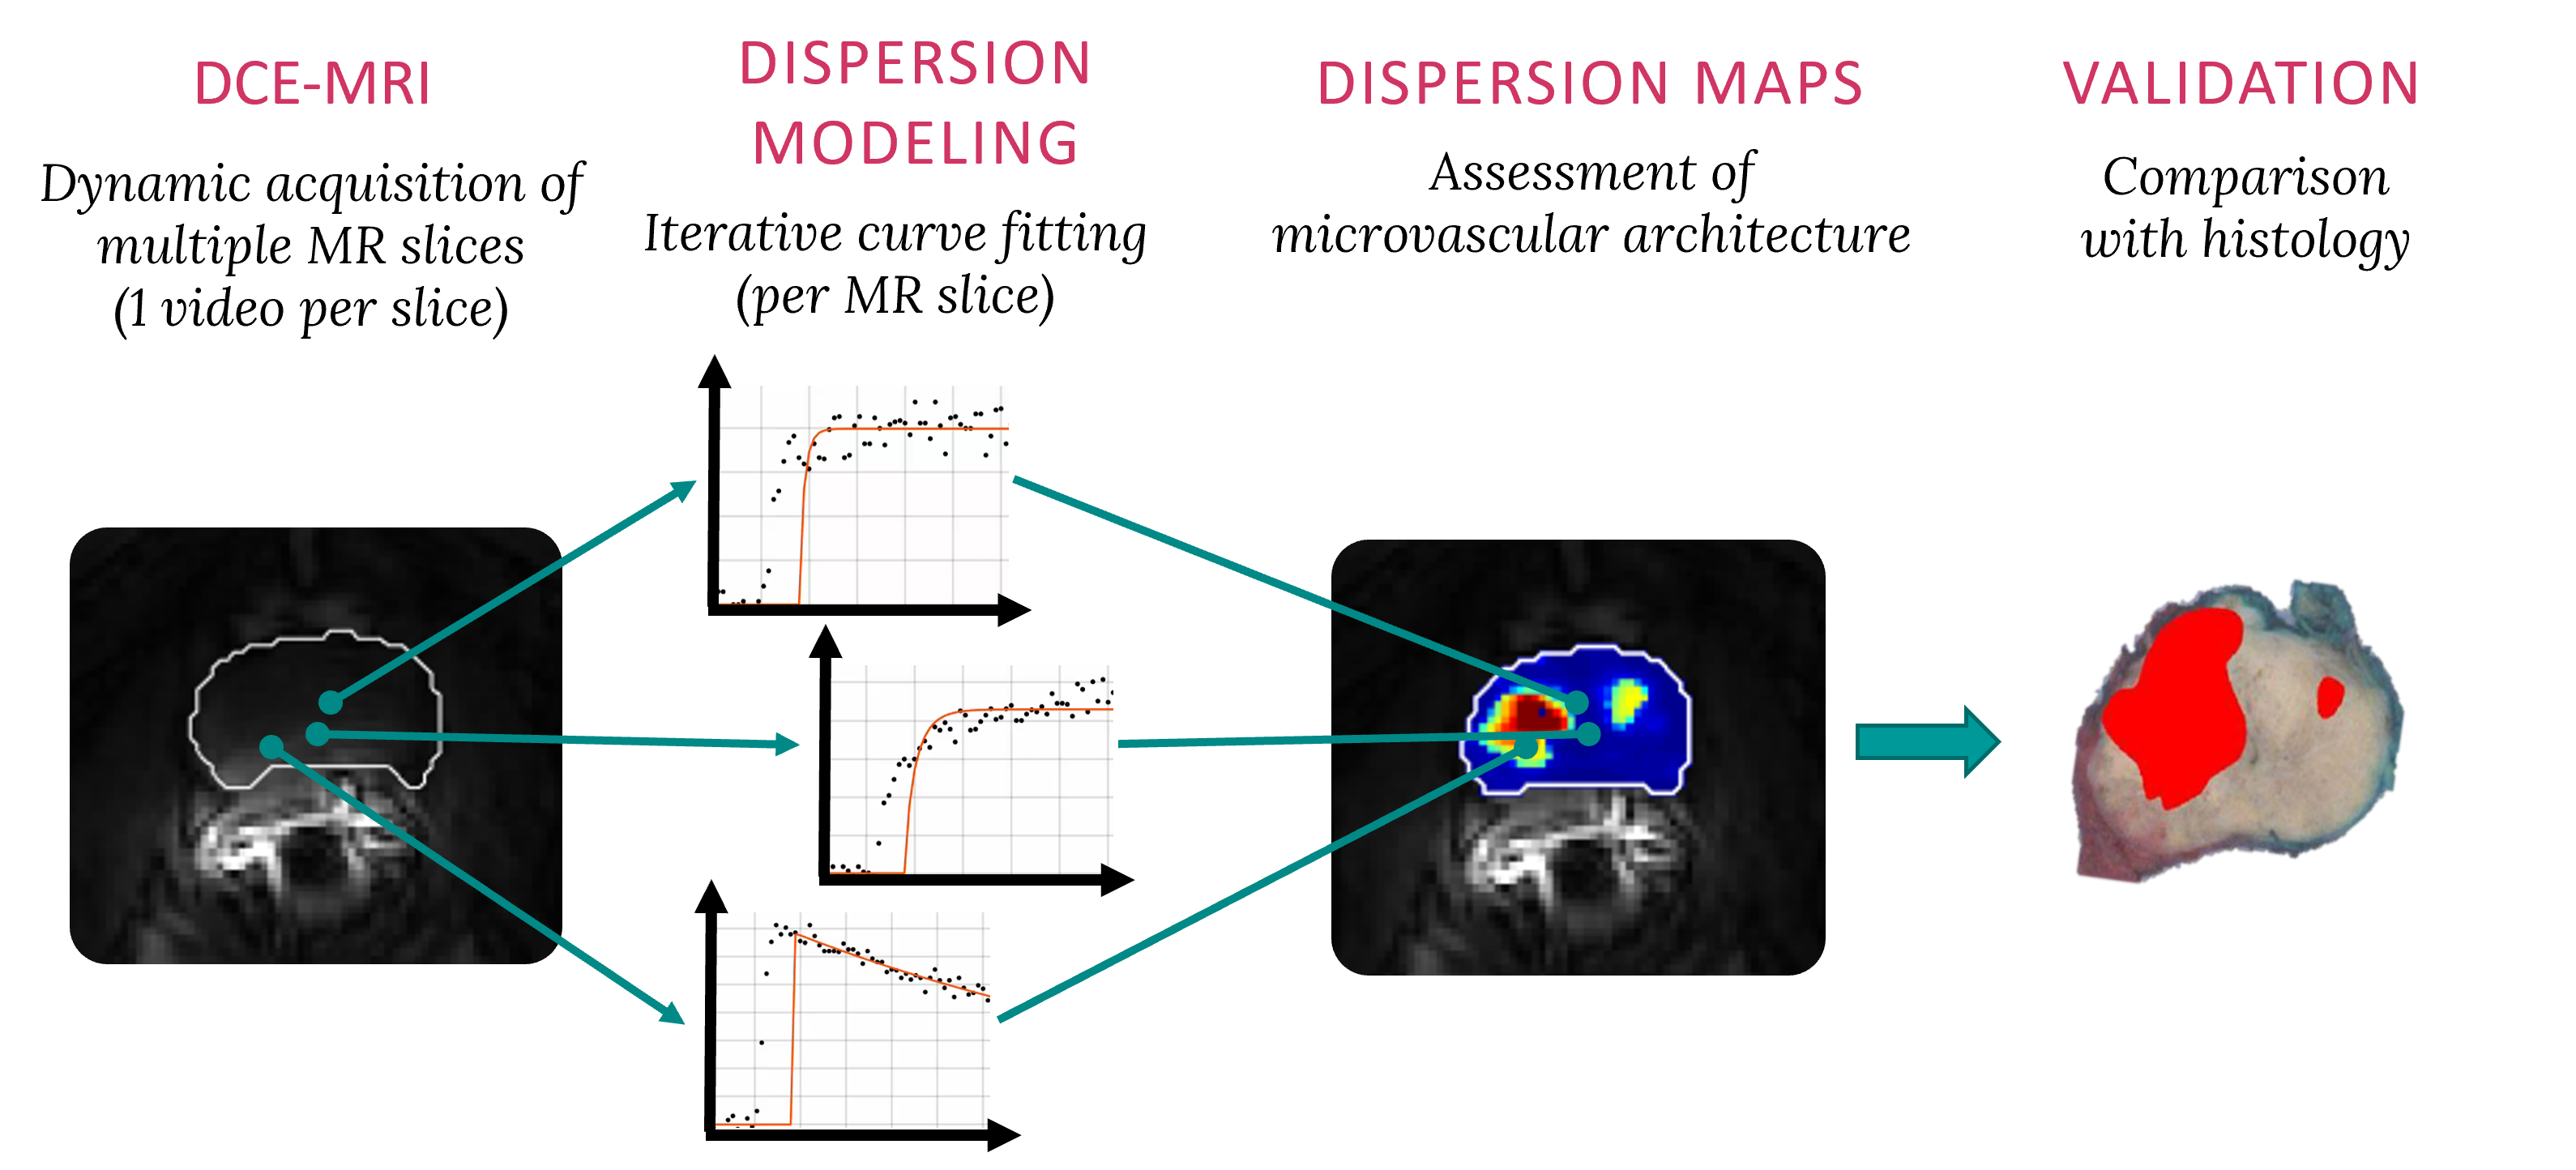 DCE-MRI
Dynamic acquisition of
multiple MR slices
(1 video per slice)
DISPERSION
MODELING
Iterative curve fitting
(per MR slice)
DISPERSION MAPS
Assessment of
microvascular architecture
VALIDATION
Comparison
with histology